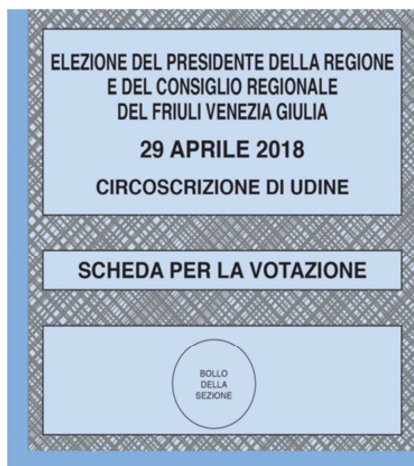 ELEZIONE DEL PRESIDENTE DELLA REGIONE
E DEL CONSIGLIO REGIONALE
DEL FRIULI VENEZIA GIULIA
29 APRILE 2018
CIRCOSCRIZIONE DI UDINE
SCHEDA PER LA VOTAZIONE
BOLLO
DELLA
SEZIONE